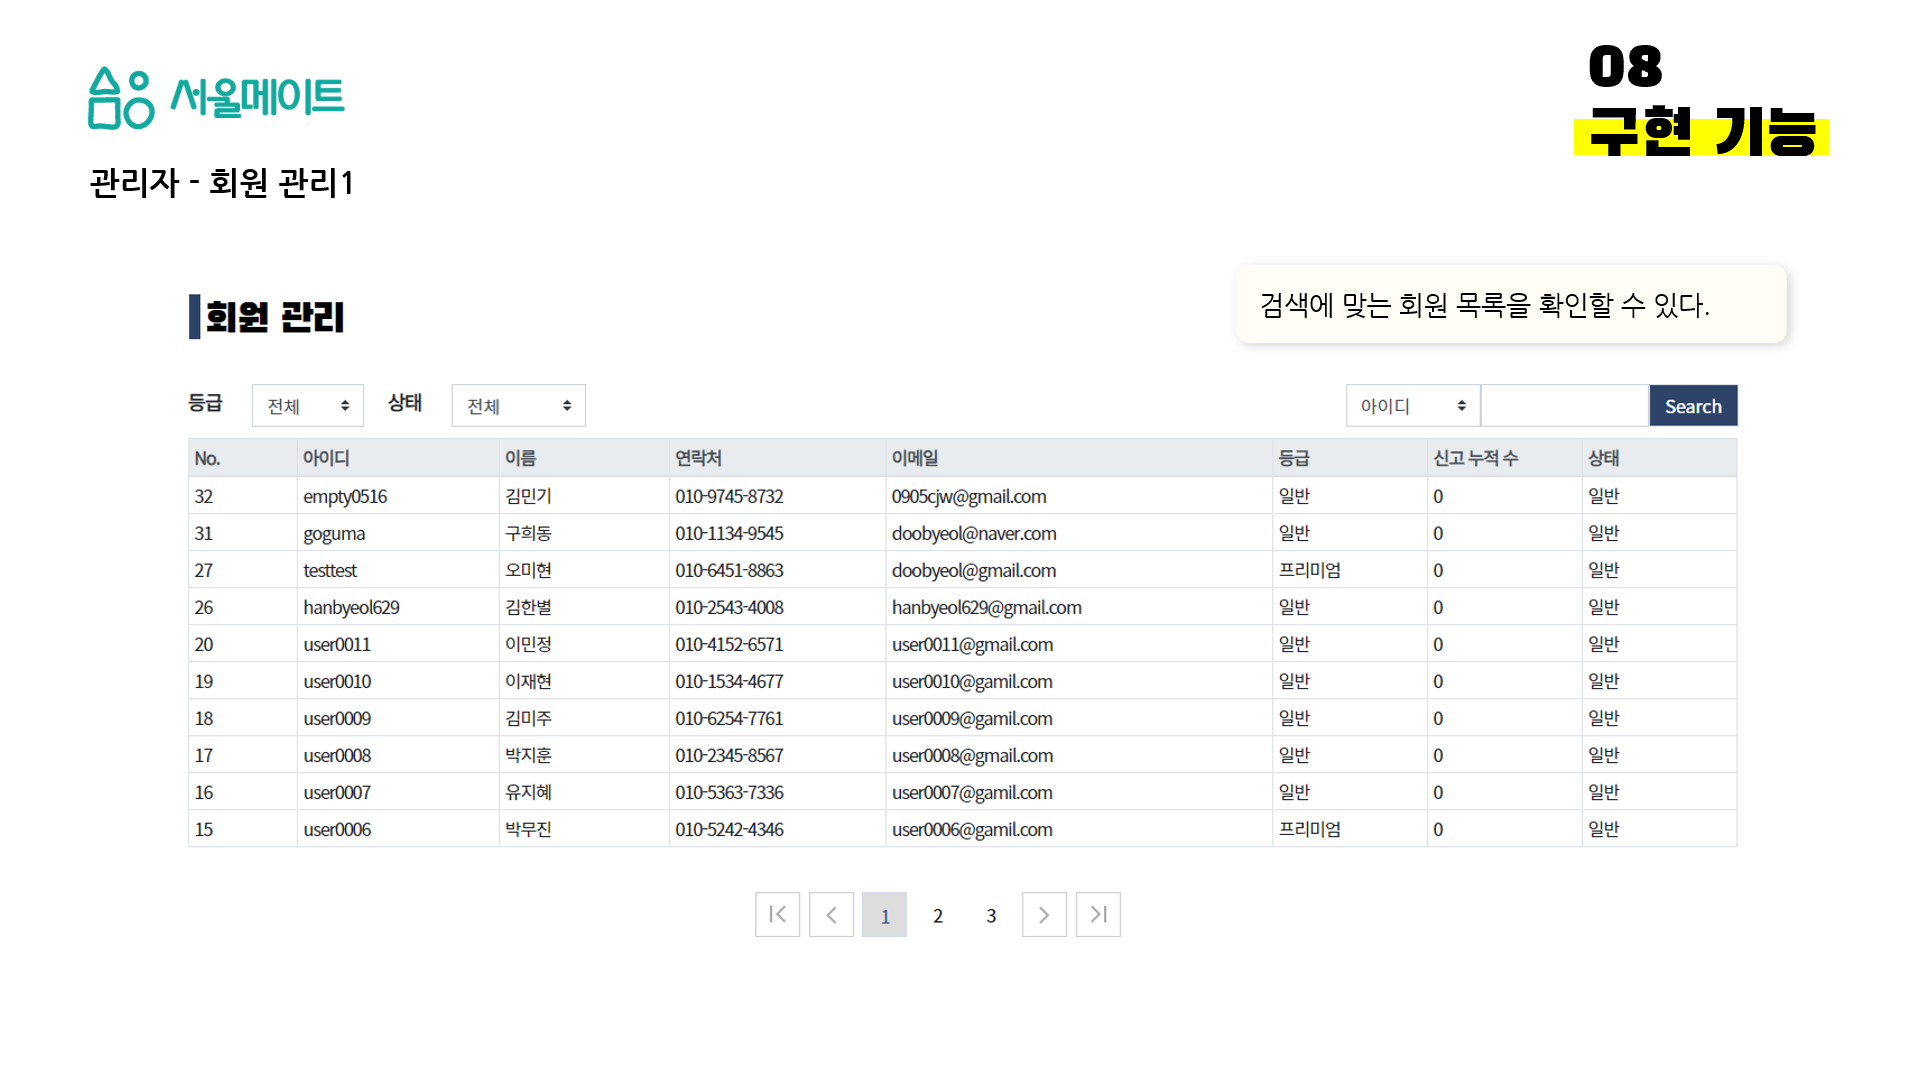 서울메이트
08
구현 기능
관리자 - 회원 관리1
회원 관리
검색에 맞는 회원 목록을 확인할 수 있다.
등급 전체 상태 전체 아이디 Search
No. 아이디 이름 연락처 이메일 등급 신고 누적 수 상태
32 empty0516 김민기 010-9745-8732 0905cjw@gmail.com 일반 0 일반
31 goguma 구희동 010-1134-9545 doobyeol@naver.com 일반 0 일반
27 testtest 오미현 010-6451-8863 doobyeol@gmail.com 프리미엄 0 일반
26 hanbyeol629 김한별 010-2543-4008 hanbyeol629@gmail.com 일반 0 일반
20 user0011 이민정 010-4152-6571 user0011@gmail.com 일반 0 일반
19 user0010 이재현 010-1534-4677 user0010@gamil.com 일반 0 일반
18 user0009 김미주 010-6254-7761 user0009@gamil.com 일반 0 일반
17 user0008 박지훈 010-2345-8567 user0008@gmail.com 일반 0 일반
16 user0007 유지혜 010-5363-7336 user0007@gamil.com 일반 0 일반
15 user0006 박무진 010-5242-4346 user0006@gamil.com 프리미엄 0 일반
1 2 3